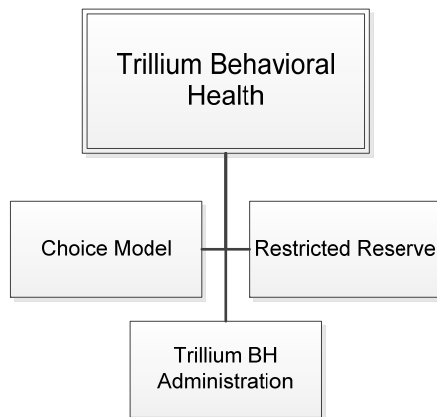 Trillium Behavioral
Health
Choice Model
Restricted Reserve
Trillium BH
Administration